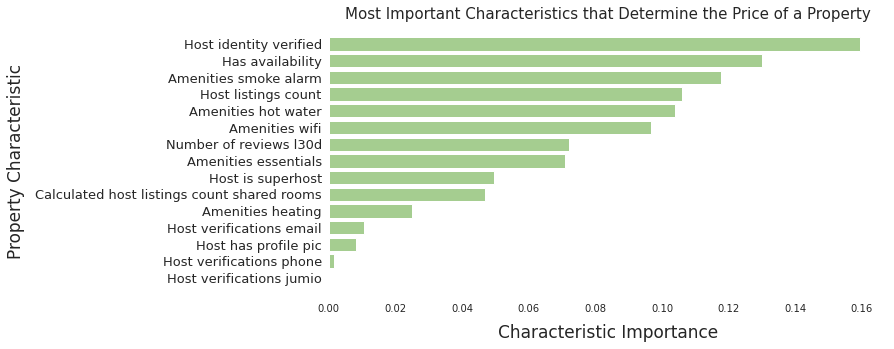 Most Important Characteristics that Determine the Price of a Property
Property Characteristic
Host identity verified
Has availability
Amenities smoke alarm
Host listings count
Amenities hot water
Amenities wifi
Number of reviews l30d
Amenities essentials
Host is superhost
Calculated host listings count shared rooms
Amenities heating
Host verifications email
Host has profile pic
Host verifications phone
Host verifications jumio
0.00 0.02 0.04 0.06 0.08 0.10 0.12 0.14 0.16
Characteristic Importance